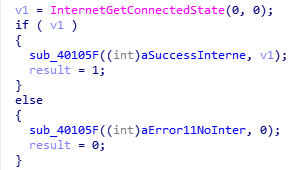 v1 = InternetGetConnectedState(0, 0);
if ( v1 )
{
sub_40105F((int)aSuccessInterne, v1);
result = 1;
}
else
{
sub_40105F((int)aError11NoInter, 0);
result = 0;
}